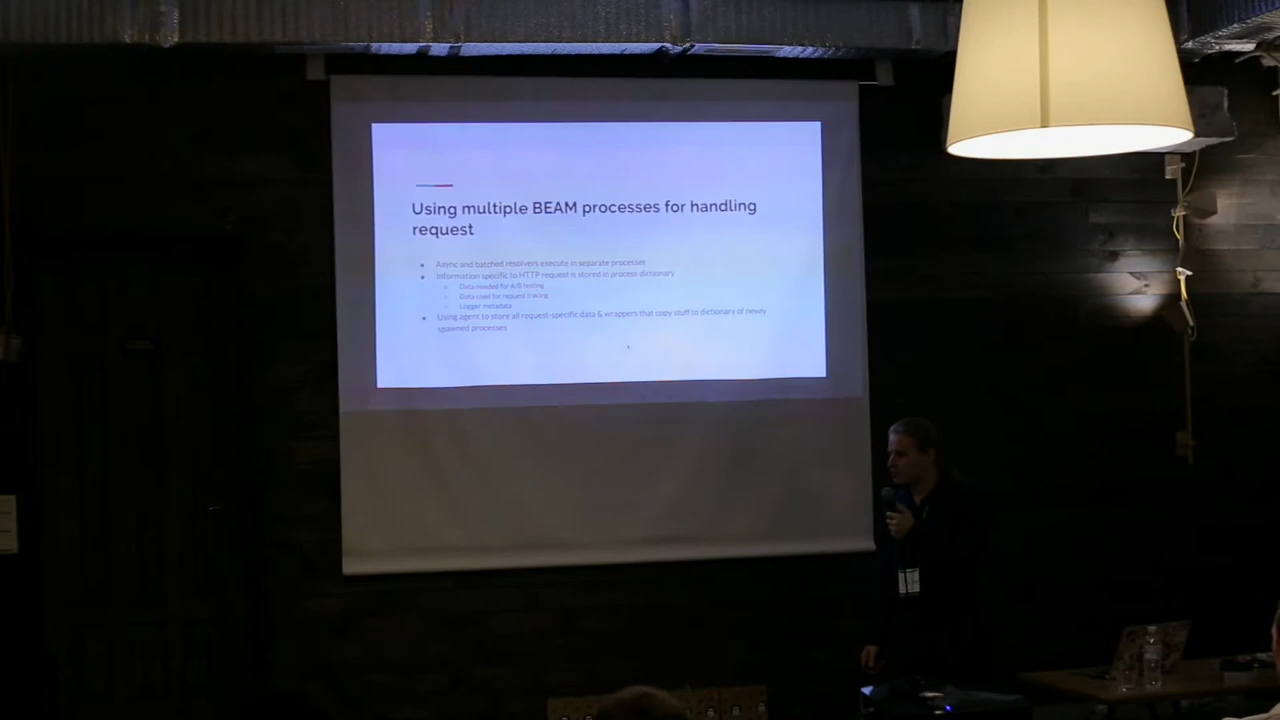 Using multiple BEAM processes for handling
request
Async and batched resolvers execute in separate processes
Information specific to HTTP request is stored in process dictionary
Data needed for A/B testing
Data used for request tracing
Logger metadata
Using agent to store all request-specific data & wrappers that copy stuff to dictionary of newly
spawned processes